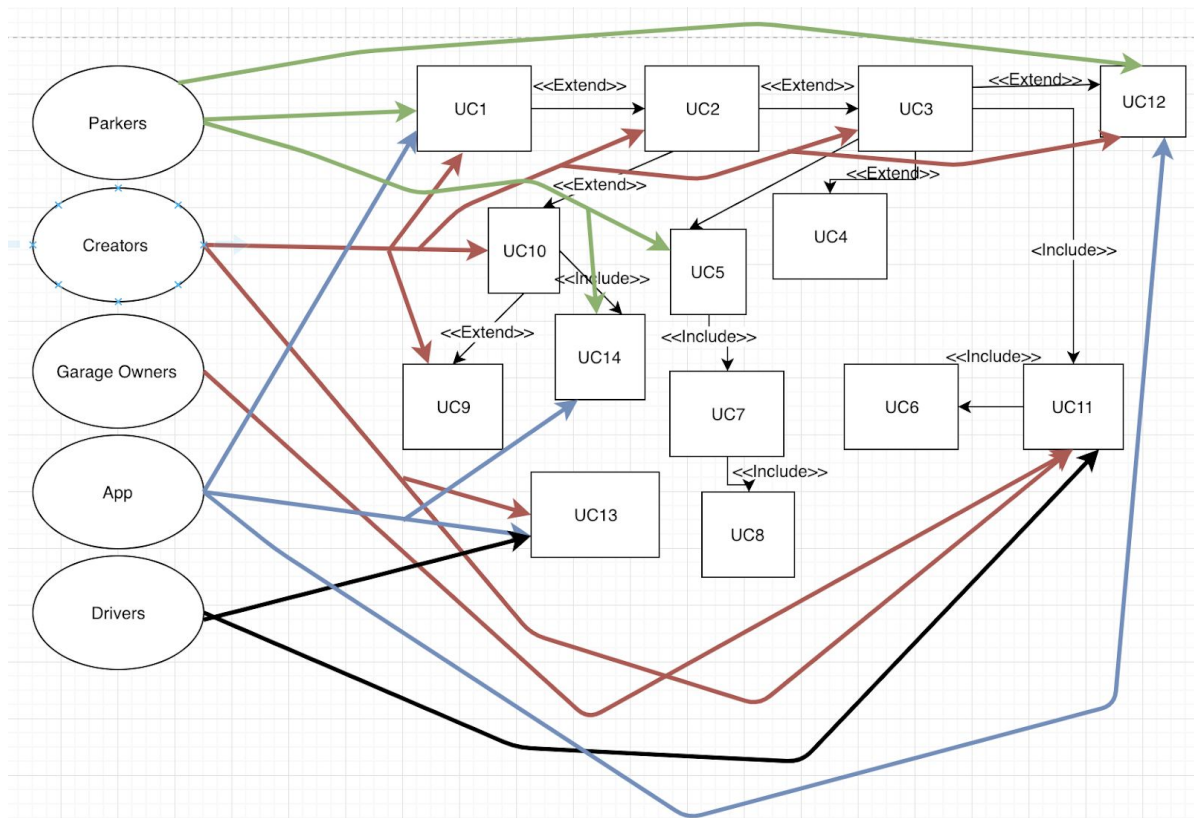 Parkers
UC1
<<Extend>>
UC2
<<Extend>>
UC3
<<Extend>>
UC12
Creators
<<Extend>>
<<Extend>>
UC10
<<Include>>
UC5
UC4
<<Include>>
Garage Owners
<<Extend>>
UC14
<<Include>>
<<Include>>
UC9
UC7
UC6
UC11
App
UC13
<<Include>>
UC8
Drivers